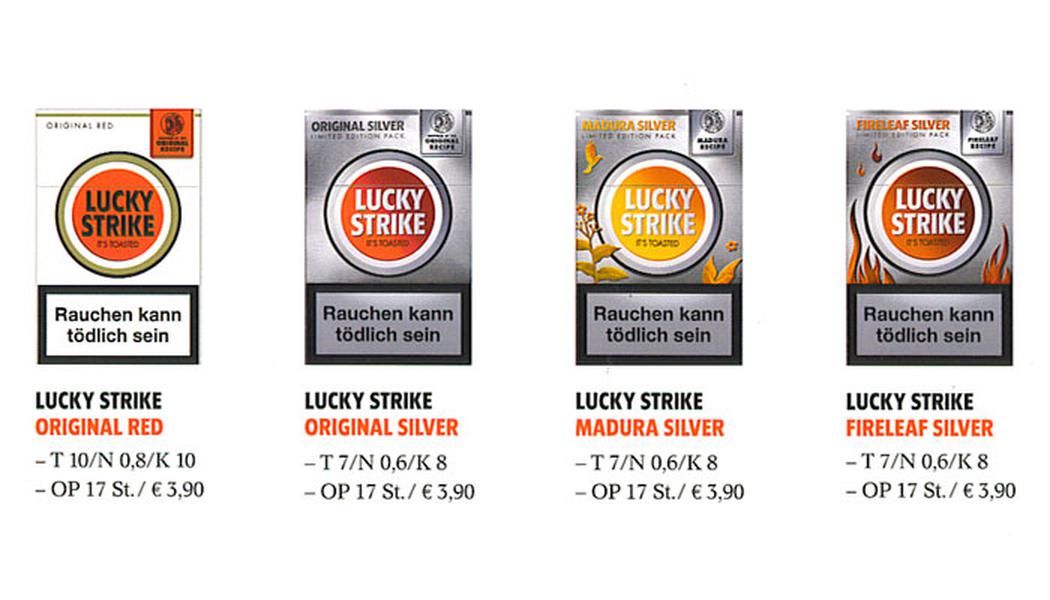 ORIGINAL RED
ORIGINAL
RECIPE
LUCKY
STRIKE
IT'S TOASTED
Rauchen kann
tödlich sein
LUCKY STRIKE
ORIGINAL RED
– T 10/N 0,8/K 10
– OP 17 St./ € 3,90
ORIGINAL SILVER
LIMITED EDITION PACK
ORIGINAL
RECIPE
LUCKY
STRIKE
IT'S TOASTED
Rauchen kann
tödlich sein
LUCKY STRIKE
ORIGINAL SILVER
– T 7/N 0,6/K 8
– OP 17 St./ € 3,90
MADURA SILVER
LIMITED EDITION PACK
MADURA
RECIPE
LUCKY
STRIKE
IT'S TOASTED
Rauchen kann
tödlich sein
LUCKY STRIKE
MADURA SILVER
– T 7/N 0,6/K 8
– OP 17 St./ € 3,90
FIRELEAF SILVER
LIMITED EDITION PACK
FIRELEAF
RECIPE
LUCKY
STRIKE
IT'S TOASTED
Rauchen kann
tödlich sein
LUCKY STRIKE
FIRELEAF SILVER
– T 7/N 0,6/K 8
– OP 17 St./ € 3,90